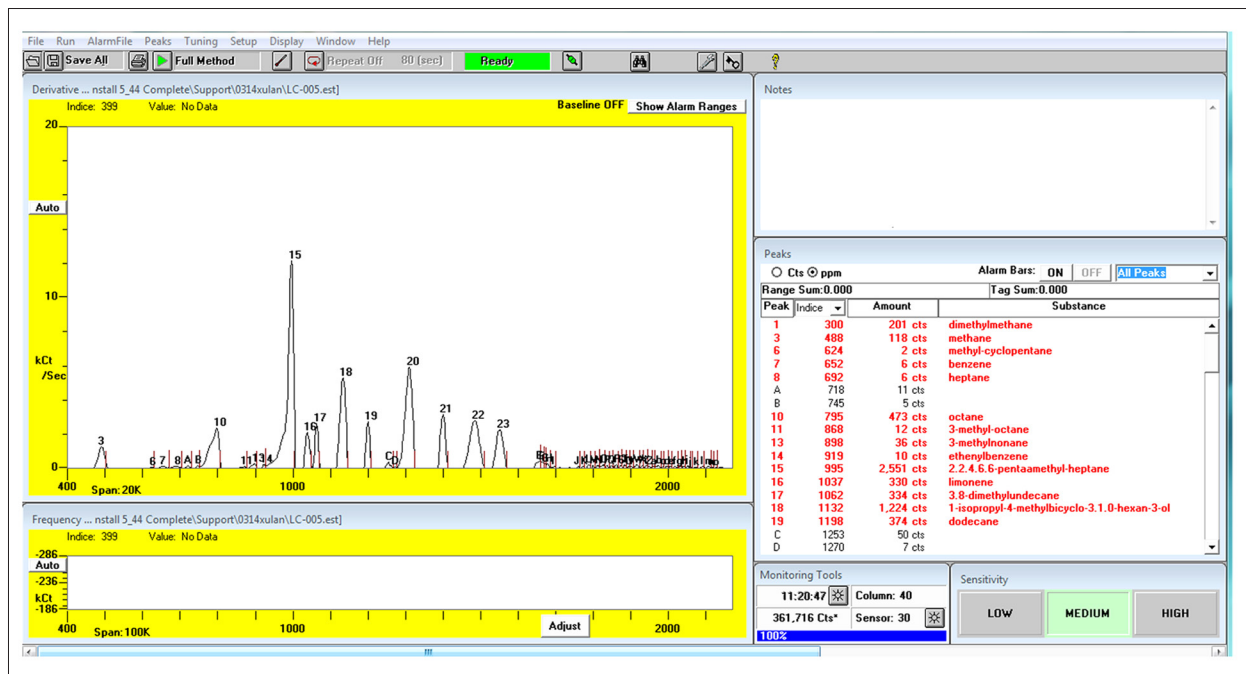 File Run AlarmFile Peaks Tuning Setup Display Window Help
Save All Full Method Repeat Off 80 (sec) Ready
Derivative ... nstall 5_44 Complete\Support\0314xulan\LC-005.est]
Indice: 399 Value: No Data Baseline OFF Show Alarm Ranges
20
Auto
10
kCt
/Sec
0
3 6 7 8 A B 10 15 16 17 18 19 C D 20 21 22 23
400 1000 2000
Span:20K
Frequency ... nstall 5_44 Complete\Support\0314xulan\LC-005.est]
Indice: 399 Value: No Data
-286
Auto
-236
kCt
-186
400 1000 2000
Span:100K
Adjust
Notes
Peaks
Cts ppm Alarm Bars: ON OFF All Peaks
Range Sum:0.000 Tag Sum:0.000
Peak Indice Amount Substance
1 300 201 cts dimethylmethane
3 488 118 cts methane
6 624 2 cts methyl-cyclopentane
7 652 6 cts benzene
8 692 6 cts heptane
A 718 11 cts
B 745 5 cts
10 795 473 cts octane
11 868 12 cts 3-methyl-octane
13 898 36 cts 3-methylnonane
14 919 10 cts ethenylbenzene
15 995 2,551 cts 2.2.4.6.6-pentaamethyl-heptane
16 1037 330 cts limonene
17 1062 334 cts 3.8-dimethylundecane
18 1132 1,224 cts 1-isopropyl-4-methylbicyclo-3.1.0-hexan-3-ol
19 1198 374 cts dodecane
C 1253 50 cts
D 1270 7 cts
Monitoring Tools
11:20:47 Column: 40
361,716 Cts* Sensor: 30
100%
Sensitivity
LOW MEDIUM HIGH